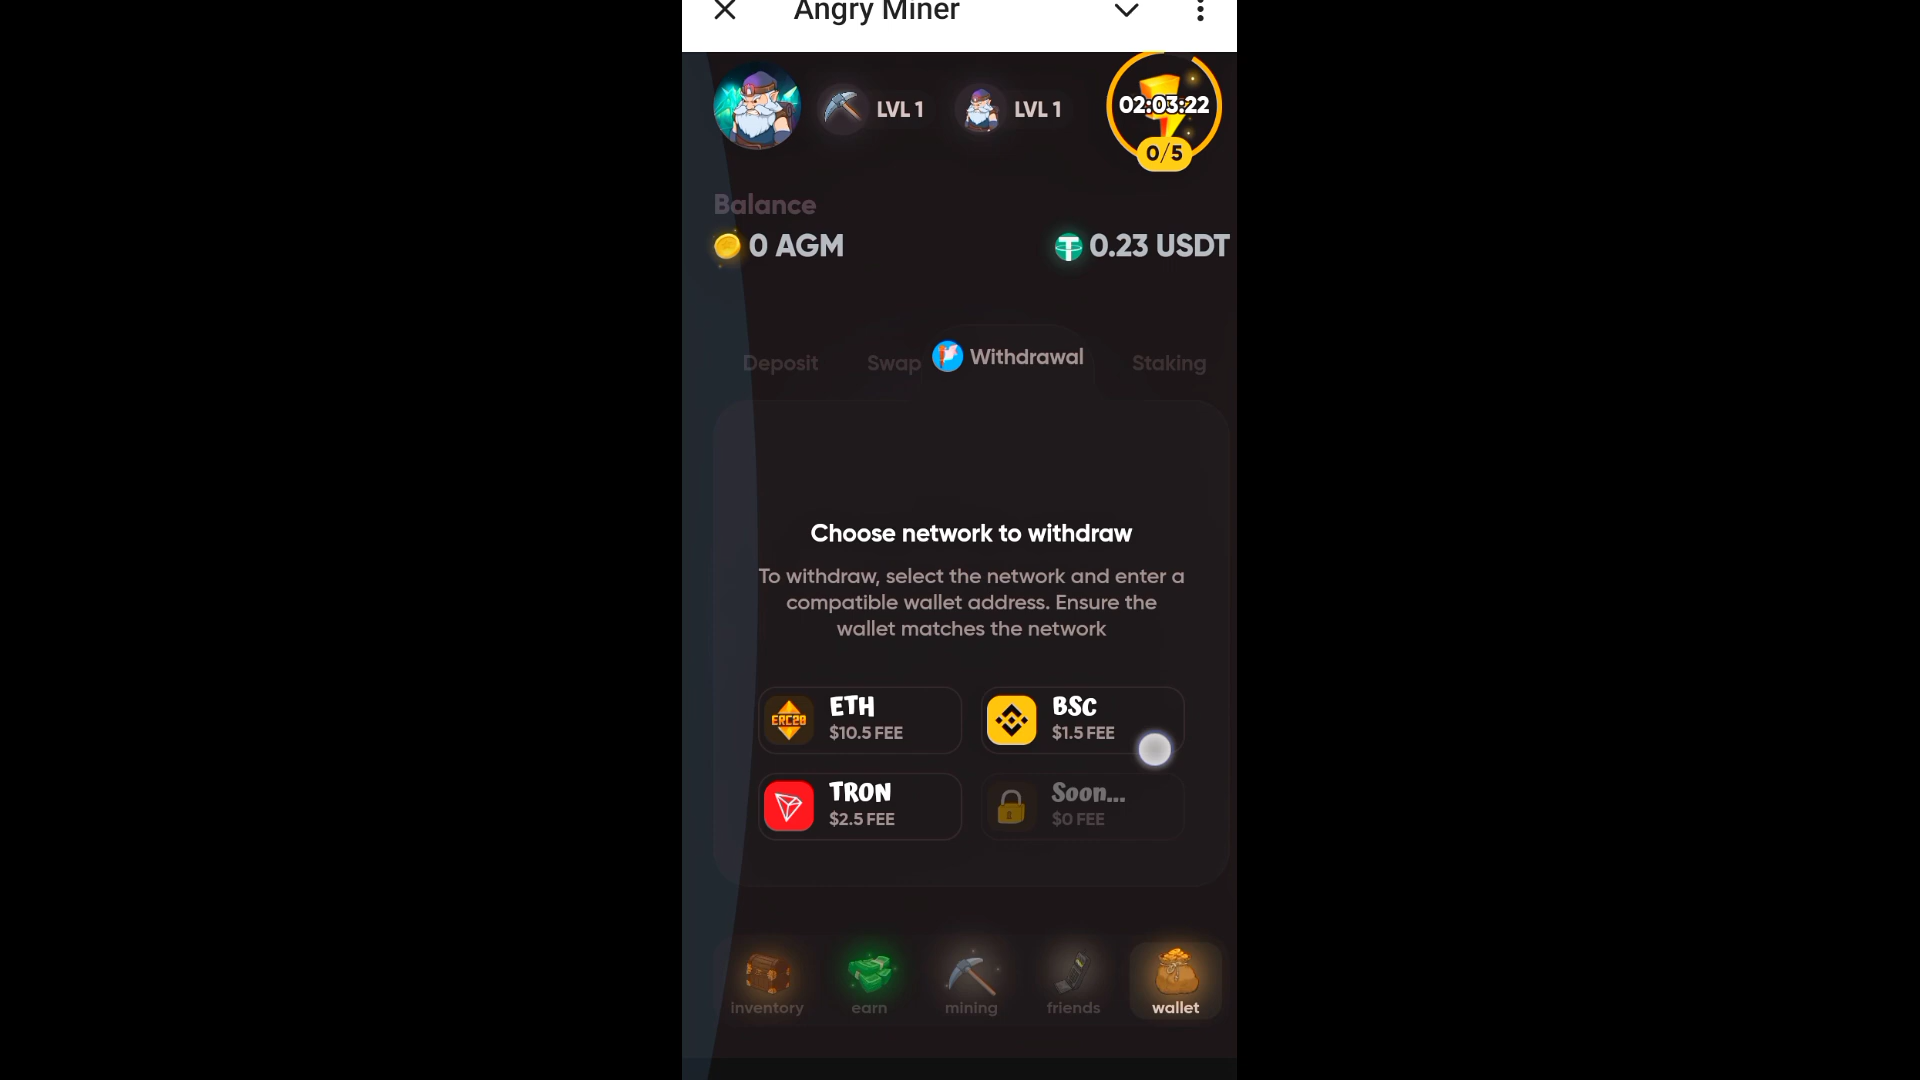 Angry Miner
LVL 1
LVL 1
02:03:22
0/5
Balance
0 AGM
0.23 USDT
Deposit
Swap
Withdrawal
Staking
Choose network to withdraw
To withdraw, select the network and enter a
compatible wallet address. Ensure the
wallet matches the network
ERC20
ETH
$10.5 FEE
BSC
$1.5 FEE
TRON
$2.5 FEE
Soon...
$0 FEE
inventory
earn
mining
friends
wallet